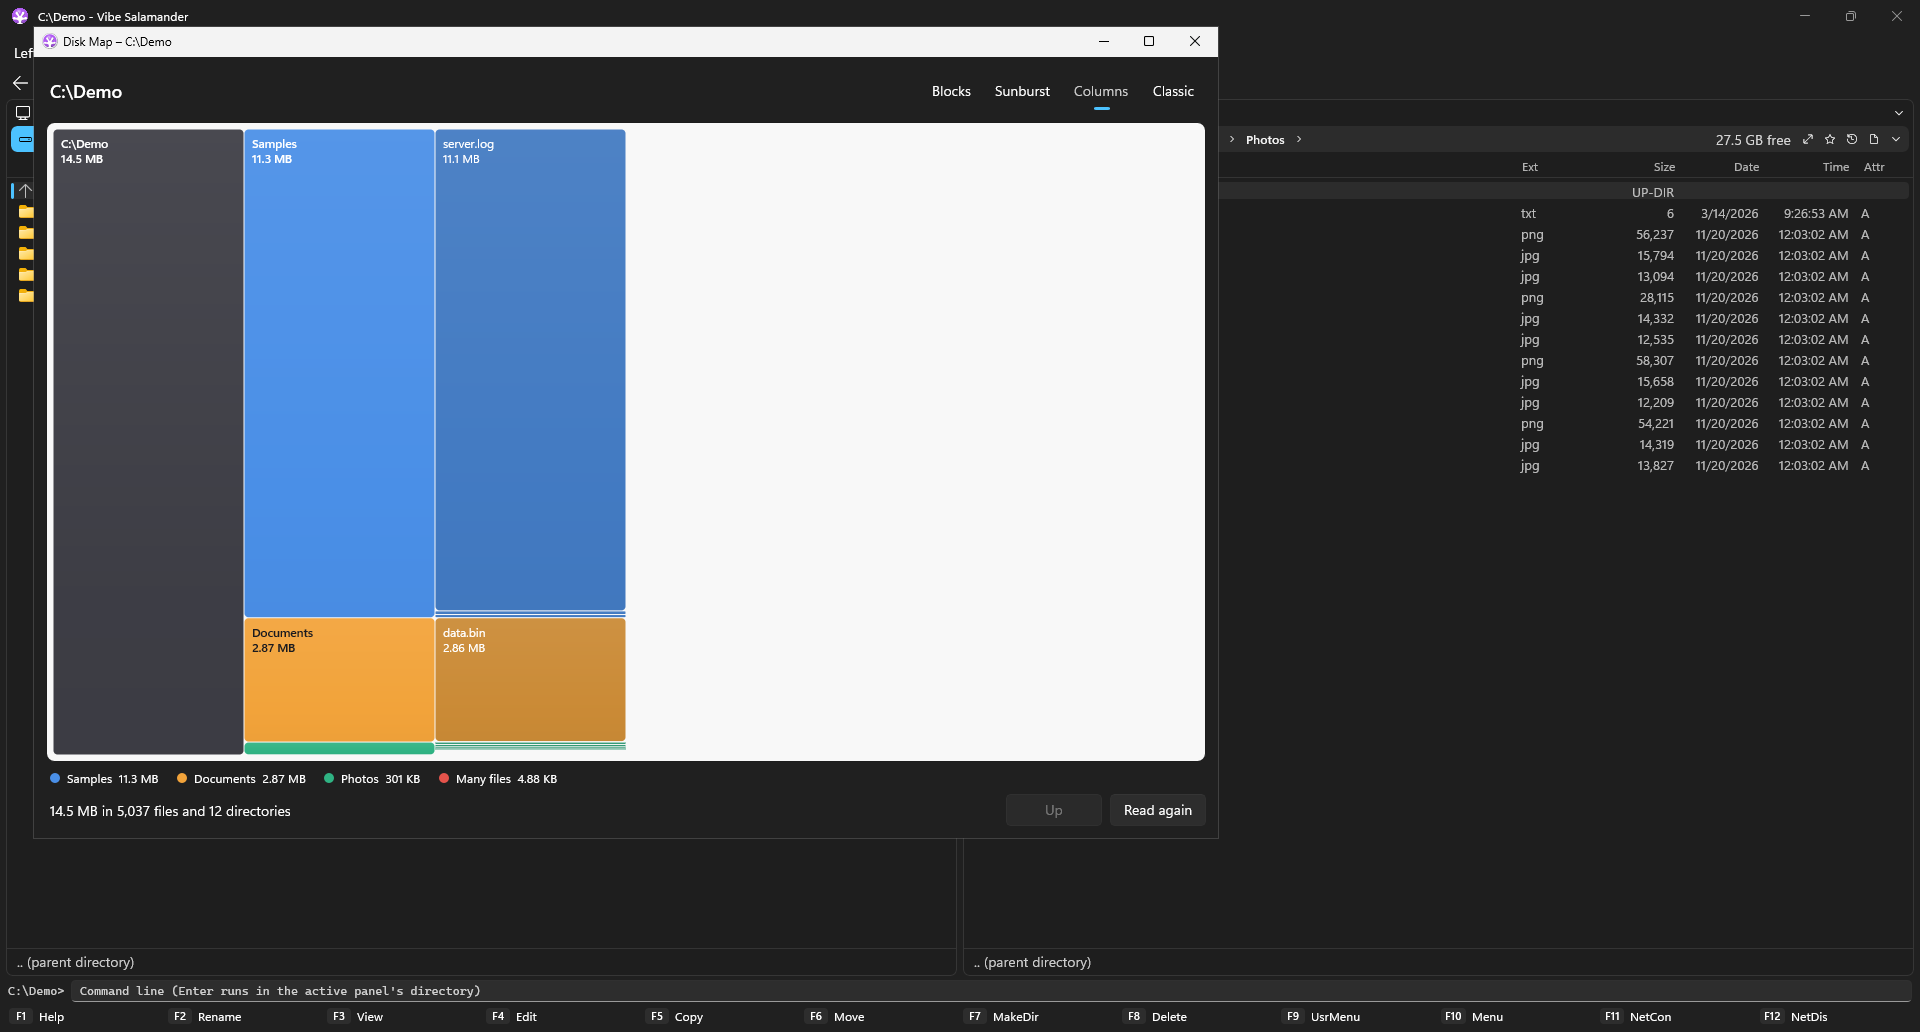 C:\Demo - Vibe Salamander
Disk Map – C:\Demo
C:\Demo
Blocks Sunburst Columns Classic
C:\Demo
14.5 MB
Samples
11.3 MB
server.log
11.1 MB
Documents
2.87 MB
data.bin
2.86 MB
Samples 11.3 MB Documents 2.87 MB Photos 301 KB Many files 4.88 KB
14.5 MB in 5,037 files and 12 directories
Up Read again
Photos 27.5 GB free
Ext Size Date Time Attr
UP-DIR
txt 6 3/14/2026 9:26:53 AM A
png 56,237 11/20/2026 12:03:02 AM A
jpg 15,794 11/20/2026 12:03:02 AM A
jpg 13,094 11/20/2026 12:03:02 AM A
png 28,115 11/20/2026 12:03:02 AM A
jpg 14,332 11/20/2026 12:03:02 AM A
jpg 12,535 11/20/2026 12:03:02 AM A
png 58,307 11/20/2026 12:03:02 AM A
jpg 15,658 11/20/2026 12:03:02 AM A
jpg 12,209 11/20/2026 12:03:02 AM A
png 54,221 11/20/2026 12:03:02 AM A
jpg 14,319 11/20/2026 12:03:02 AM A
jpg 13,827 11/20/2026 12:03:02 AM A
.. (parent directory)
.. (parent directory)
C:\Demo> Command line (Enter runs in the active panel's directory)
F1 Help F2 Rename F3 View F4 Edit F5 Copy F6 Move F7 MakeDir F8 Delete F9 UsrMenu F10 Menu F11 NetCon F12 NetDis